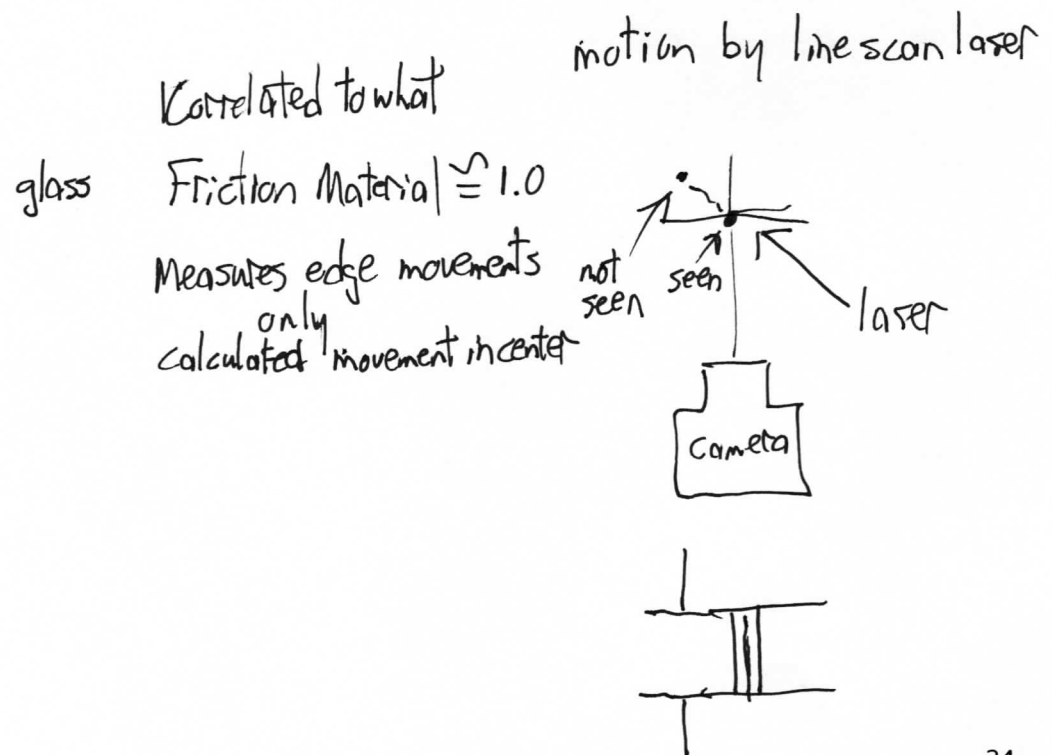 motion by line scan laser
Correlated to what
glass Friction Material ≅ 1.0
Measures edge movements
only
calculated movement in center
not
seen
seen
laser
Camera